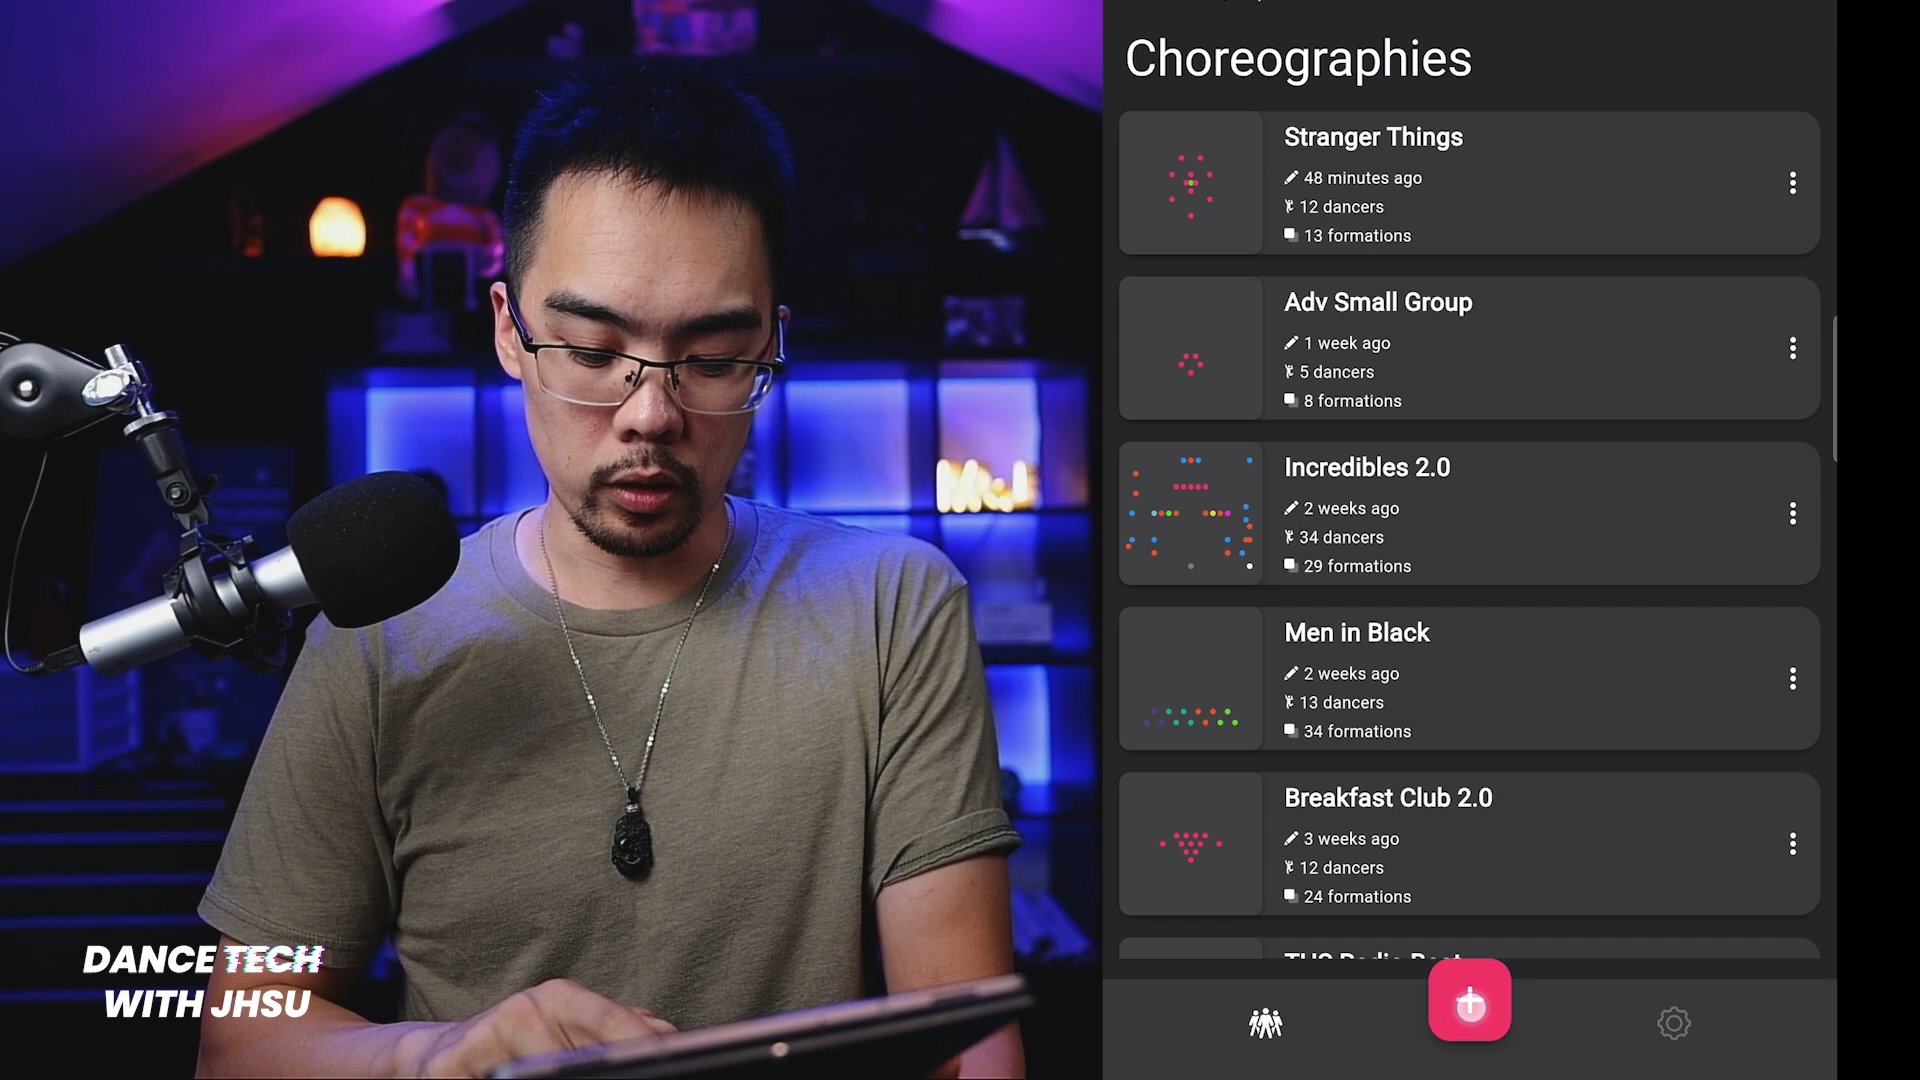 Choreographies
Stranger Things
48 minutes ago
12 dancers
13 formations
Adv Small Group
1 week ago
5 dancers
8 formations
Incredibles 2.0
2 weeks ago
34 dancers
29 formations
Men in Black
2 weeks ago
13 dancers
34 formations
Breakfast Club 2.0
3 weeks ago
12 dancers
24 formations
DANCE TECH
WITH JHSU